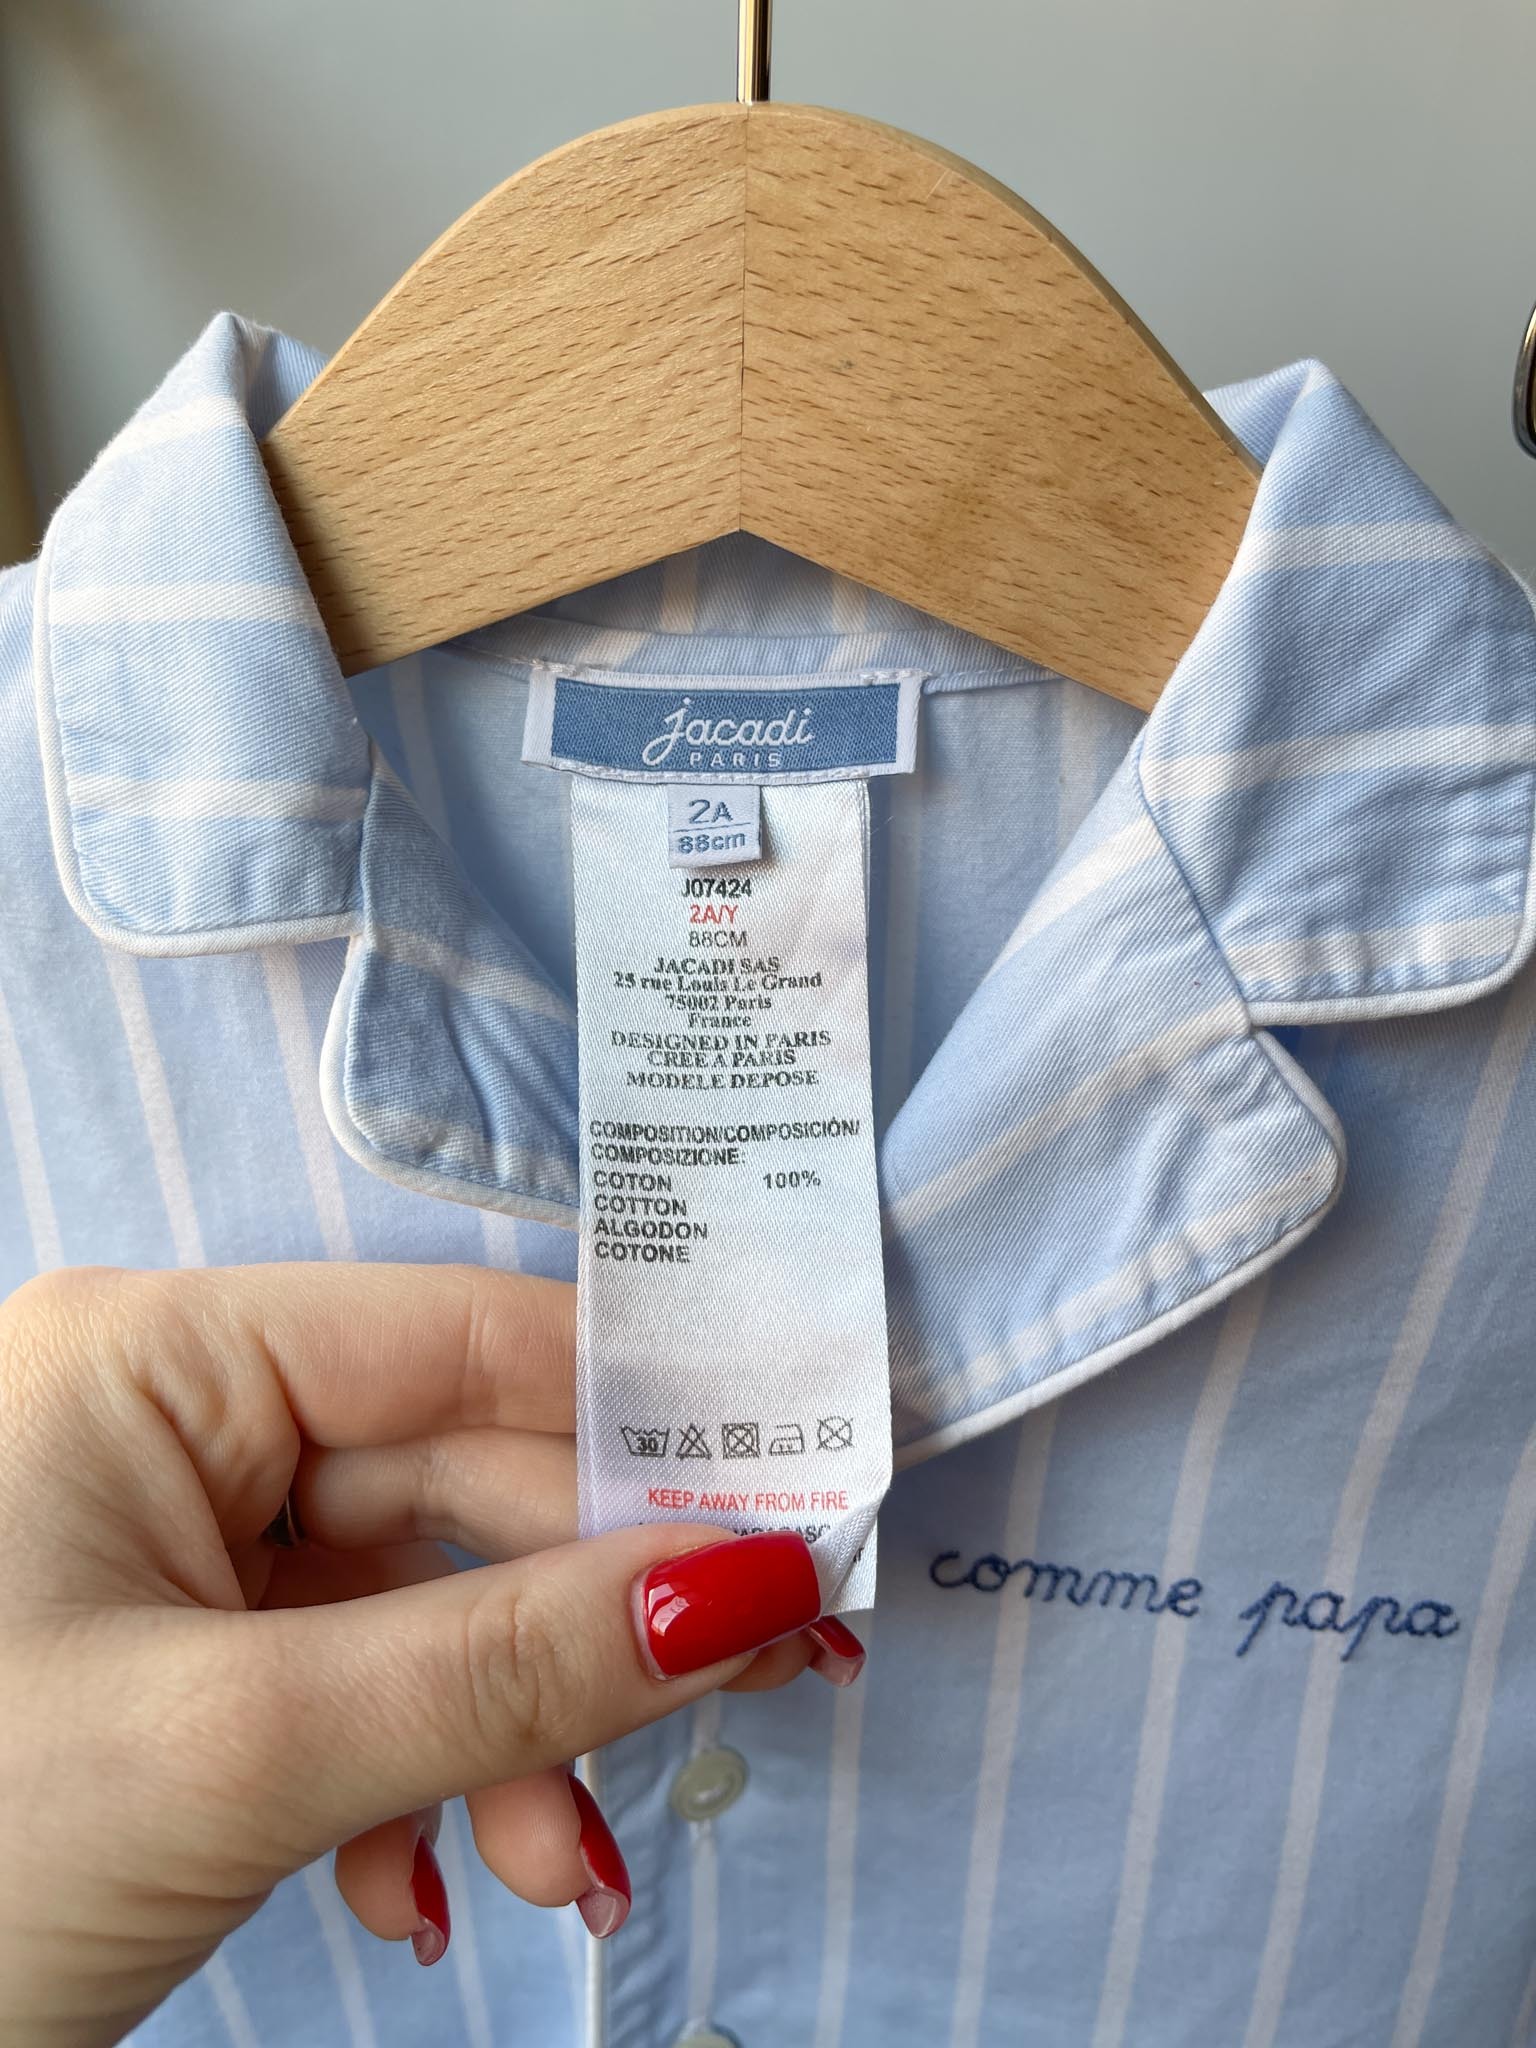 jacadi
PARIS
2A
88cm
J07424
2A/Y
88CM
JACADI SAS
25 rue Louis Le Grand
75002 Paris
France
DESIGNED IN PARIS
CREE A PARIS
MODELE DEPOSE
COMPOSITION/COMPOSICIÓN/
COMPOSIZIONE:
COTON 100%
COTTON
ALGODON
COTONE
30
KEEP AWAY FROM FIRE
comme papa